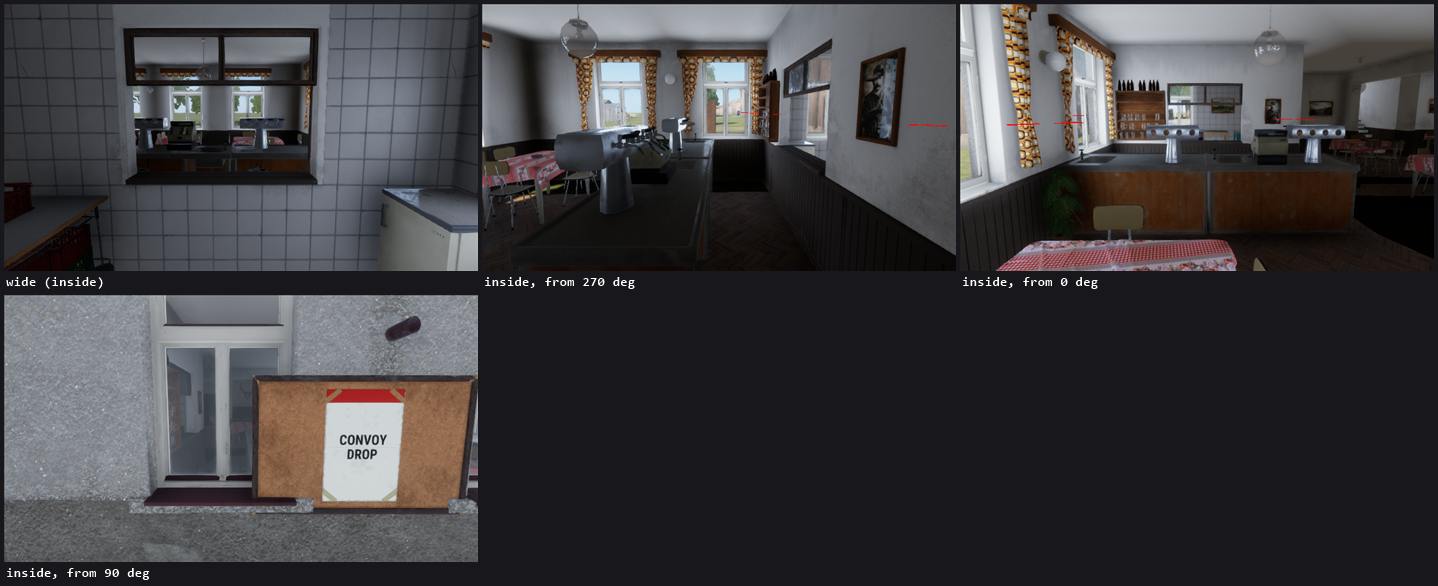 wide (inside)
inside, from 270 deg
inside, from 0 deg
CONVOY
DROP
inside, from 90 deg